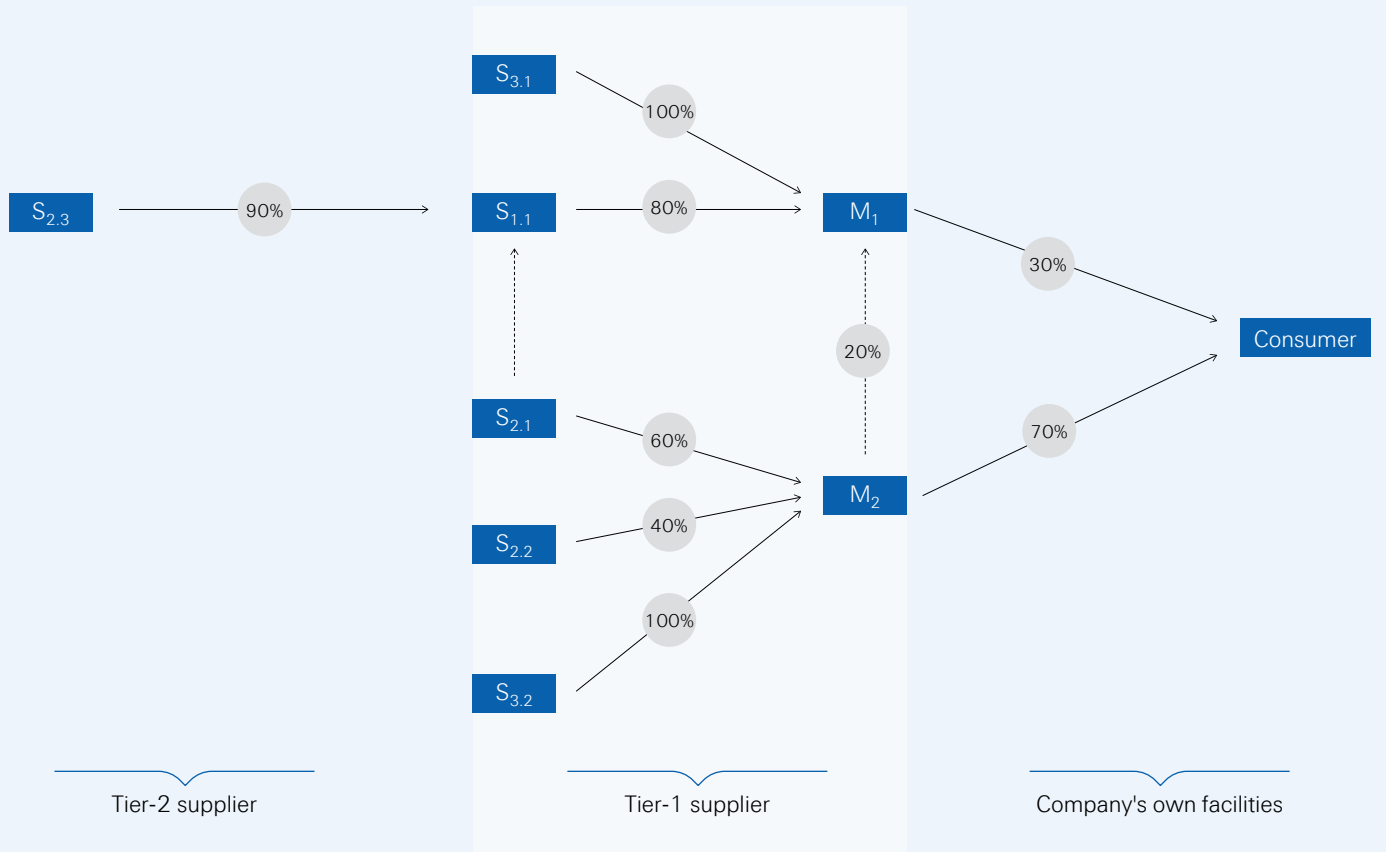 S3.1
100%
S2.3
90%
S1.1
80%
M1
30%
Consumer
20%
S2.1
60%
70%
M2
S2.2
40%
100%
S3.2
Tier-2 supplier
Tier-1 supplier
Company's own facilities